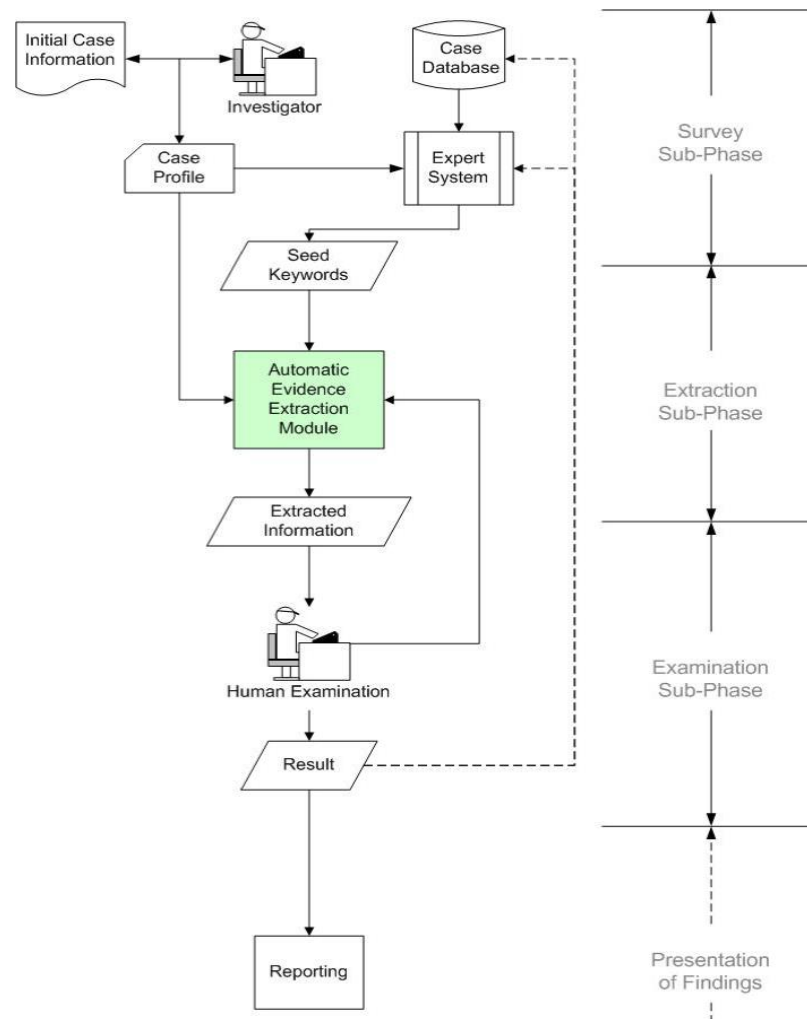 Initial Case
Information
Investigator
Case
Database
Survey
Sub-Phase
Case
Profile
Expert
System
Seed
Keywords
Automatic
Evidence
Extraction
Module
Extraction
Sub-Phase
Extracted
Information
Human Examination
Examination
Sub-Phase
Result
Reporting
Presentation
of Findings